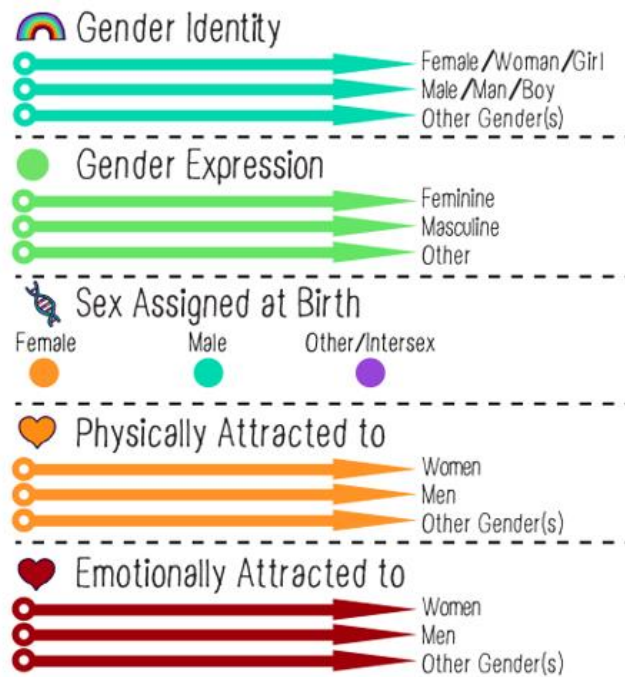 Gender Identity
Female/Woman/Girl
Male/Man/Boy
Other Gender(s)
Gender Expression
Feminine
Masculine
Other
Sex Assigned at Birth
Female Male Other/Intersex
Physically Attracted to
Women
Men
Other Gender(s)
Emotionally Attracted to
Women
Men
Other Gender(s)